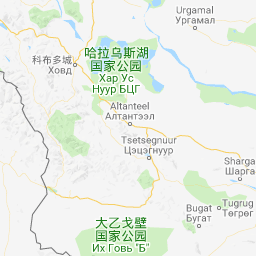 Urgamal
Ургамал
哈拉乌斯湖
国家公园
Хар Ус
Нуур БЦГ
科布多城
Ховд
Altanteel
Алтантээл
Tsetsegnuur
Цэцэгнуур
Sharga
Шарга
Tugrug
Төгрөг
Bugat
Бугат
大乙戈壁
国家公园
Их Говь "Б"